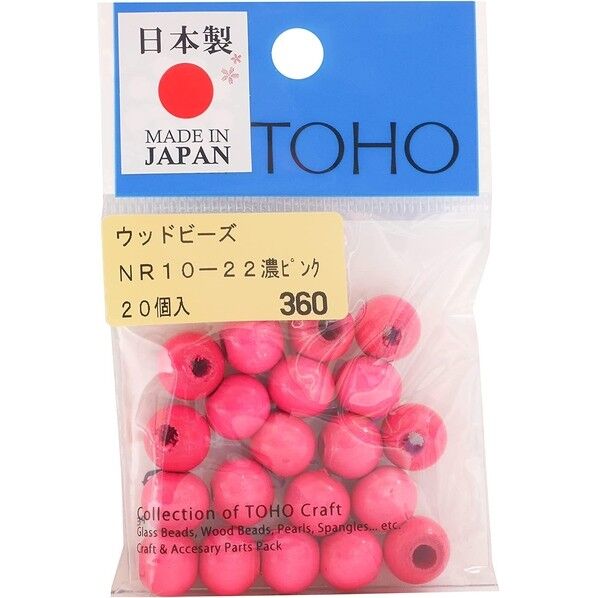 日本製
MADE IN
JAPAN
TOHO
ウッドビーズ
NR10-22濃ピンク
20個入 360
Collection of TOHO Craft
Glass Beads, Wood Beads, Pearls, Spangles... etc.
Craft & Accesary Parts Pack